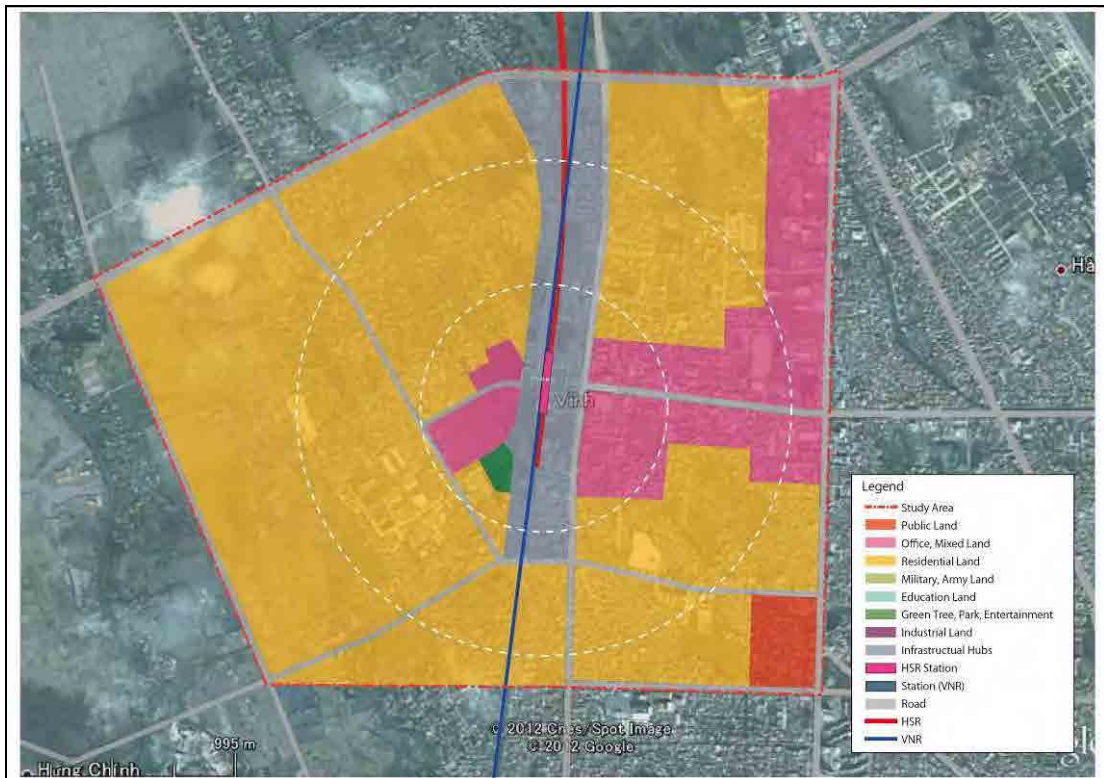 Hà
Vinh
Legend
Study Area
Public Land
Office, Mixed Land
Residential Land
Military, Army Land
Education Land
Green Tree, Park, Entertainment
Industrial Land
Infrastructual Hubs
HSR Station
Station (VNR)
Road
HSR
VNR
© 2012 Cnes/Spot Image
© 2012 Google
995 m
Hưng Chính